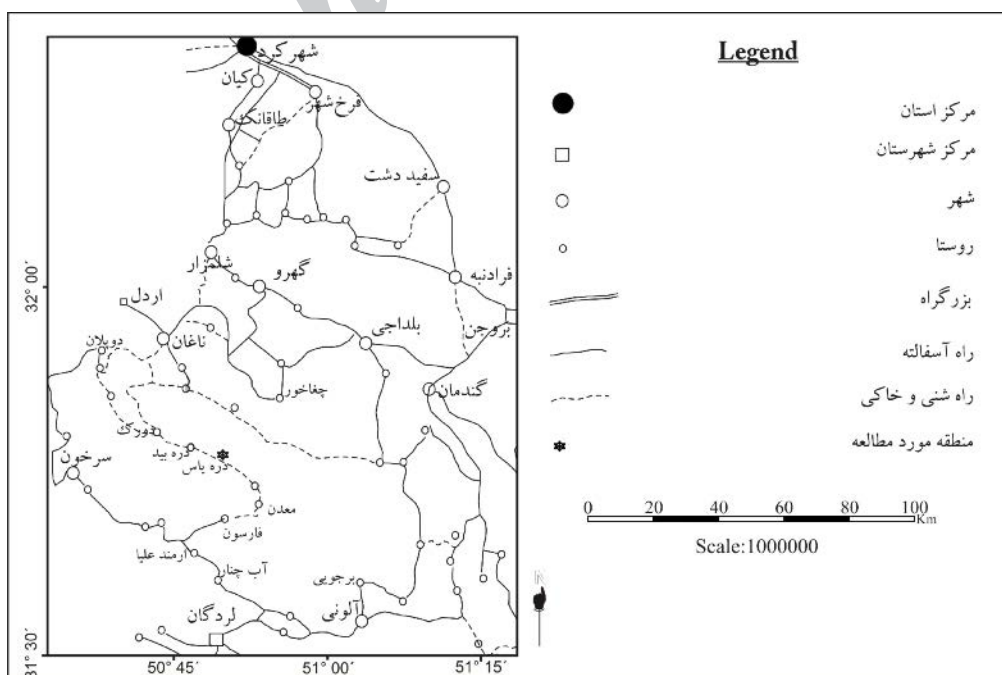 شهر کرد
کیان
فرخ شهر
طاقانک
سفید دشت
شلمزار
گهرو
فرادنبه
اردل
بروجن
بلداجی
ناغان
دوپلان
گندمان
چغاخور
دورک
دره بید
دره یاس
سرخون
معدن
فارسون
ارمند علیا
آب چنار
برجویی
آلونی
لردگان
32° 00'
31° 30'
50° 45'
51° 00'
51° 15'
Legend
مرکز استان
مرکز شهرستان
شهر
روستا
بزرگراه
راه آسفالته
راه شنی و خاکی
منطقه مورد مطالعه
0 20 40 60 80 100
Km
Scale:1000000